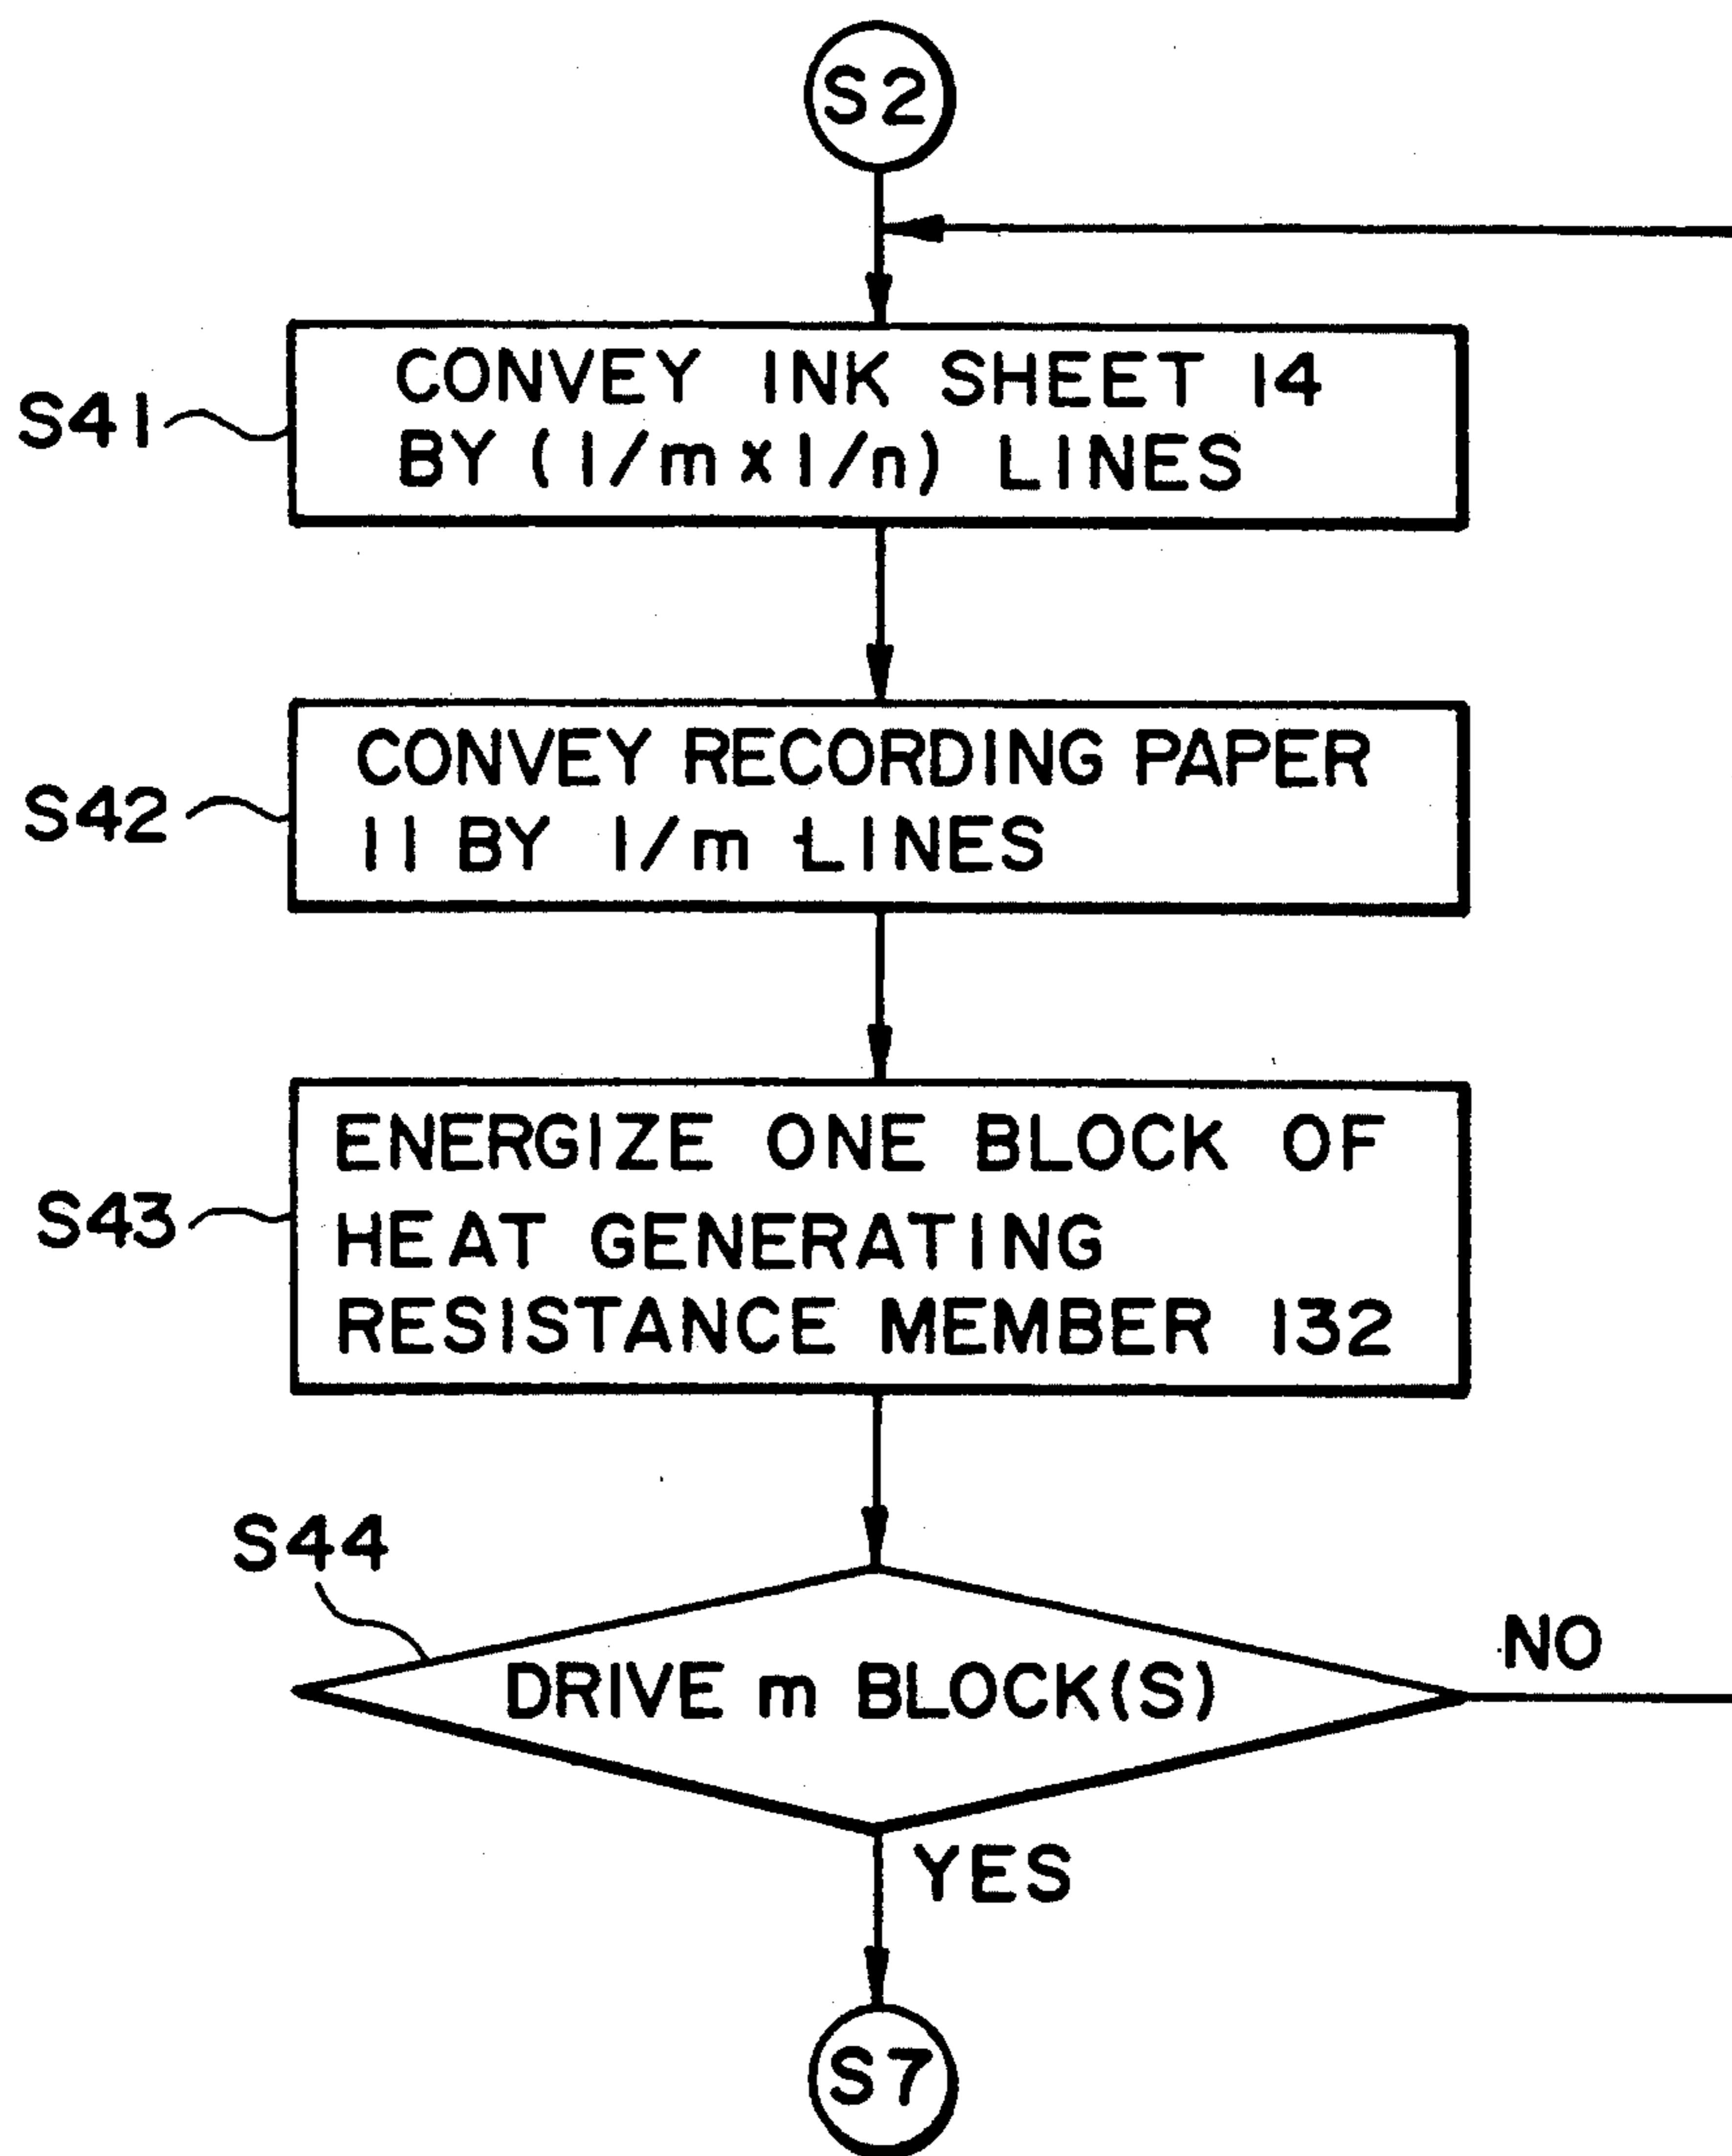 S2
S41
CONVEY INK SHEET 14
BY (1/m x 1/n) LINES
S42
CONVEY RECORDING PAPER
11 BY 1/m LINES
S43
ENERGIZE ONE BLOCK OF
HEAT GENERATING
RESISTANCE MEMBER 132
S44
DRIVE m BLOCK(S)
NO
YES
S7